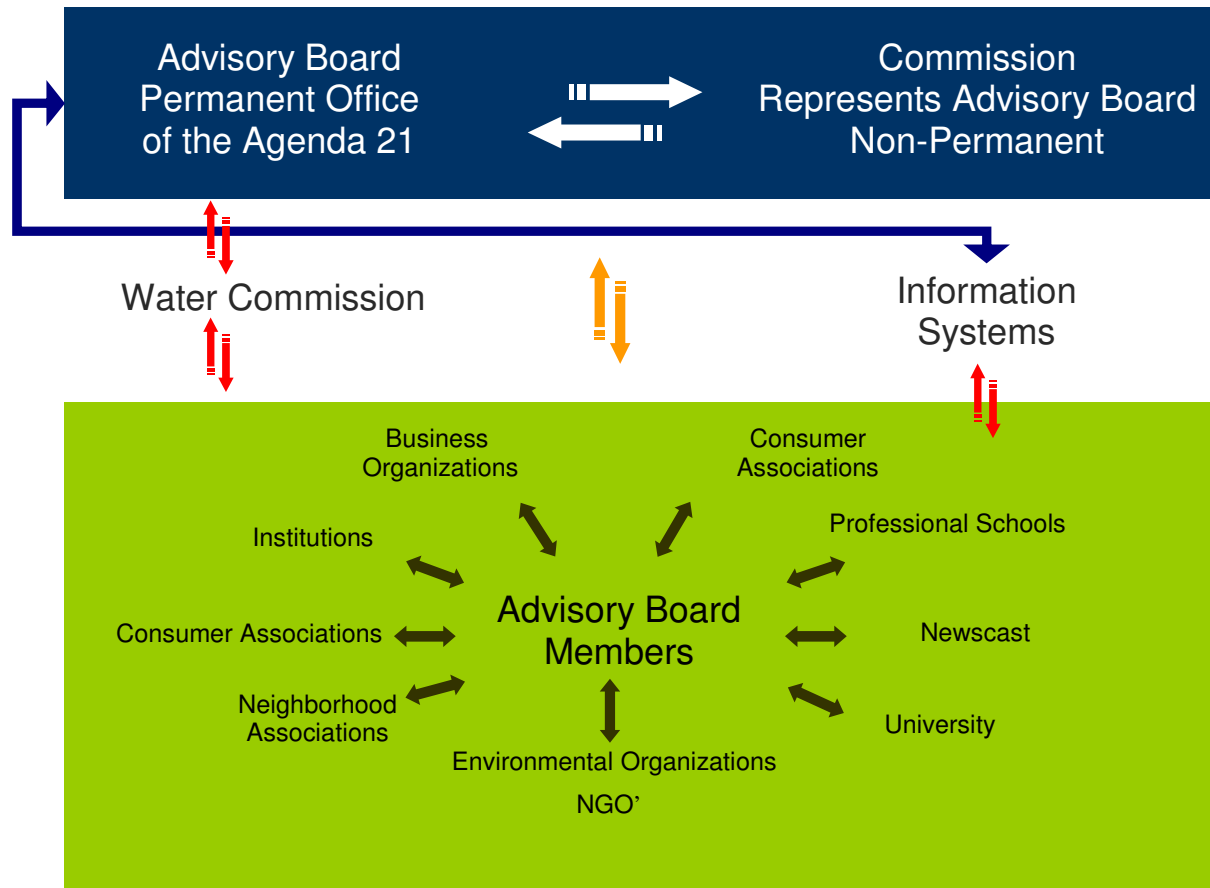 Advisory Board
Permanent Office
of the Agenda 21
Commission
Represents Advisory Board
Non-Permanent
Water Commission
Information
Systems
Business
Organizations
Consumer
Associations
Institutions
Professional Schools
Advisory Board
Members
Consumer Associations
Newscast
Neighborhood
Associations
University
Environmental Organizations
NGO’